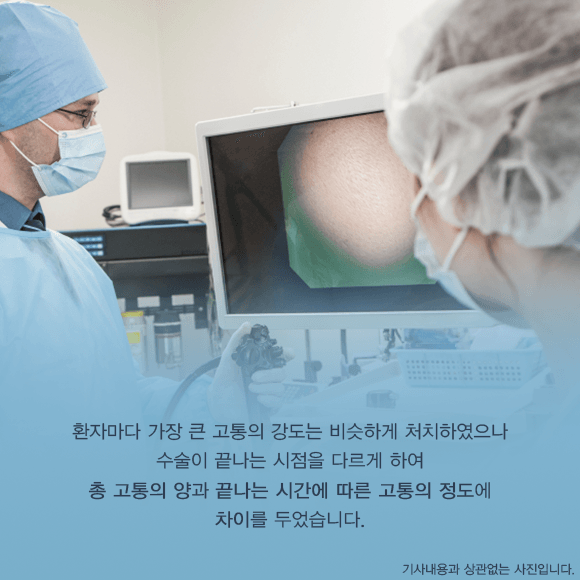 환자마다 가장 큰 고통의 강도는 비슷하게 처치하였으나
수술이 끝나는 시점을 다르게 하여
총 고통의 양과 끝나는 시간에 따른 고통의 정도에
차이를 두었습니다.
기사내용과 상관없는 사진입니다.